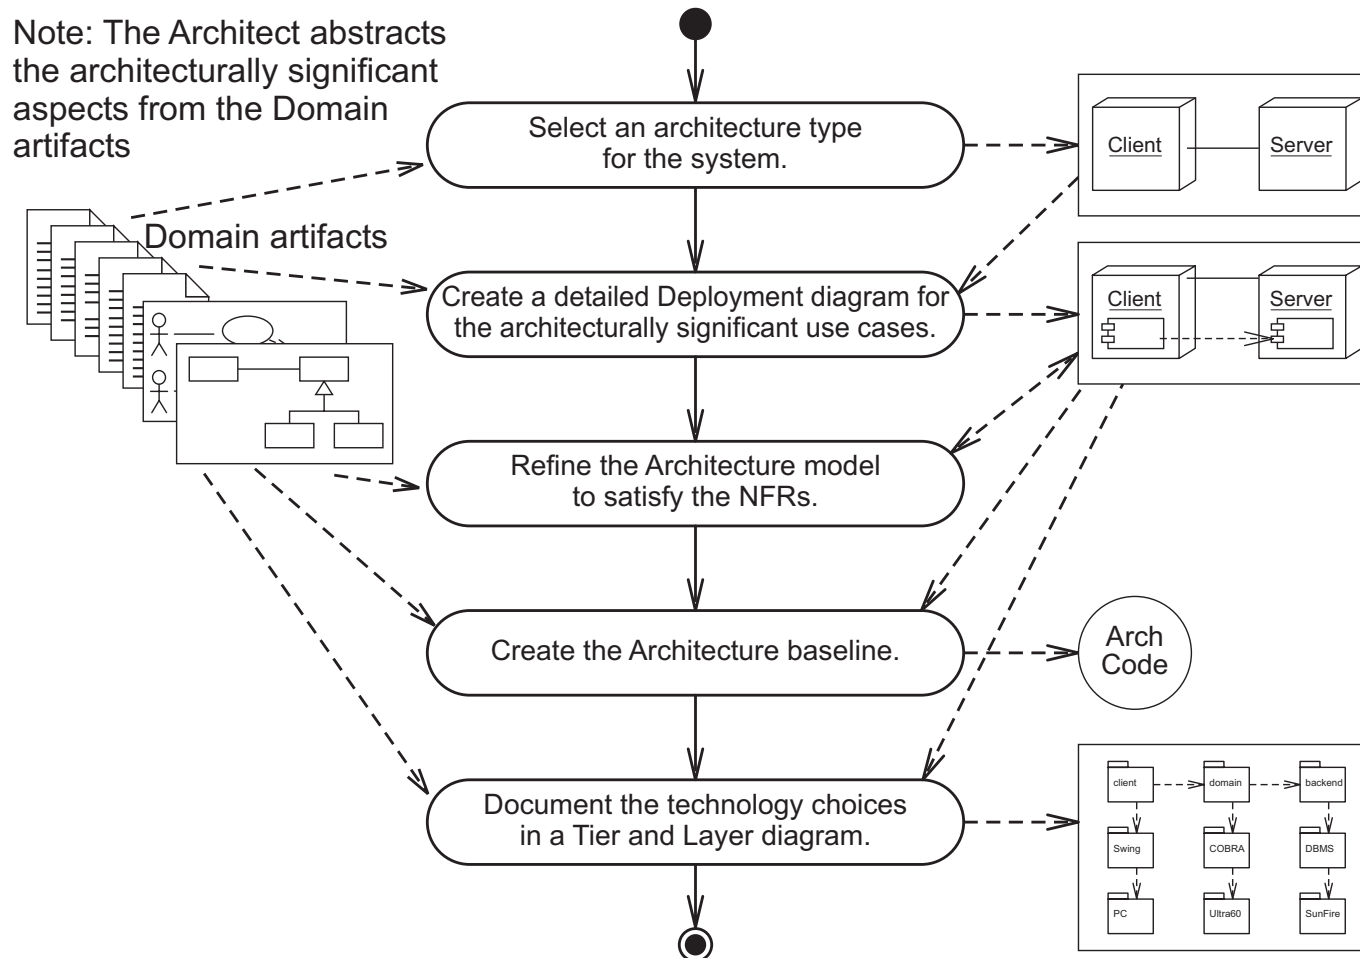 Note: The Architect abstracts
the architecturally significant
aspects from the Domain
artifacts
Select an architecture type
for the system.
Client
Server
Domain artifacts
Create a detailed Deployment diagram for
the architecturally significant use cases.
Client
Server
Refine the Architecture model
to satisfy the NFRs.
Create the Architecture baseline.
Arch
Code
Document the technology choices
in a Tier and Layer diagram.
client
domain
backend
Swing
COBRA
DBMS
PC
Ultra60
SunFire